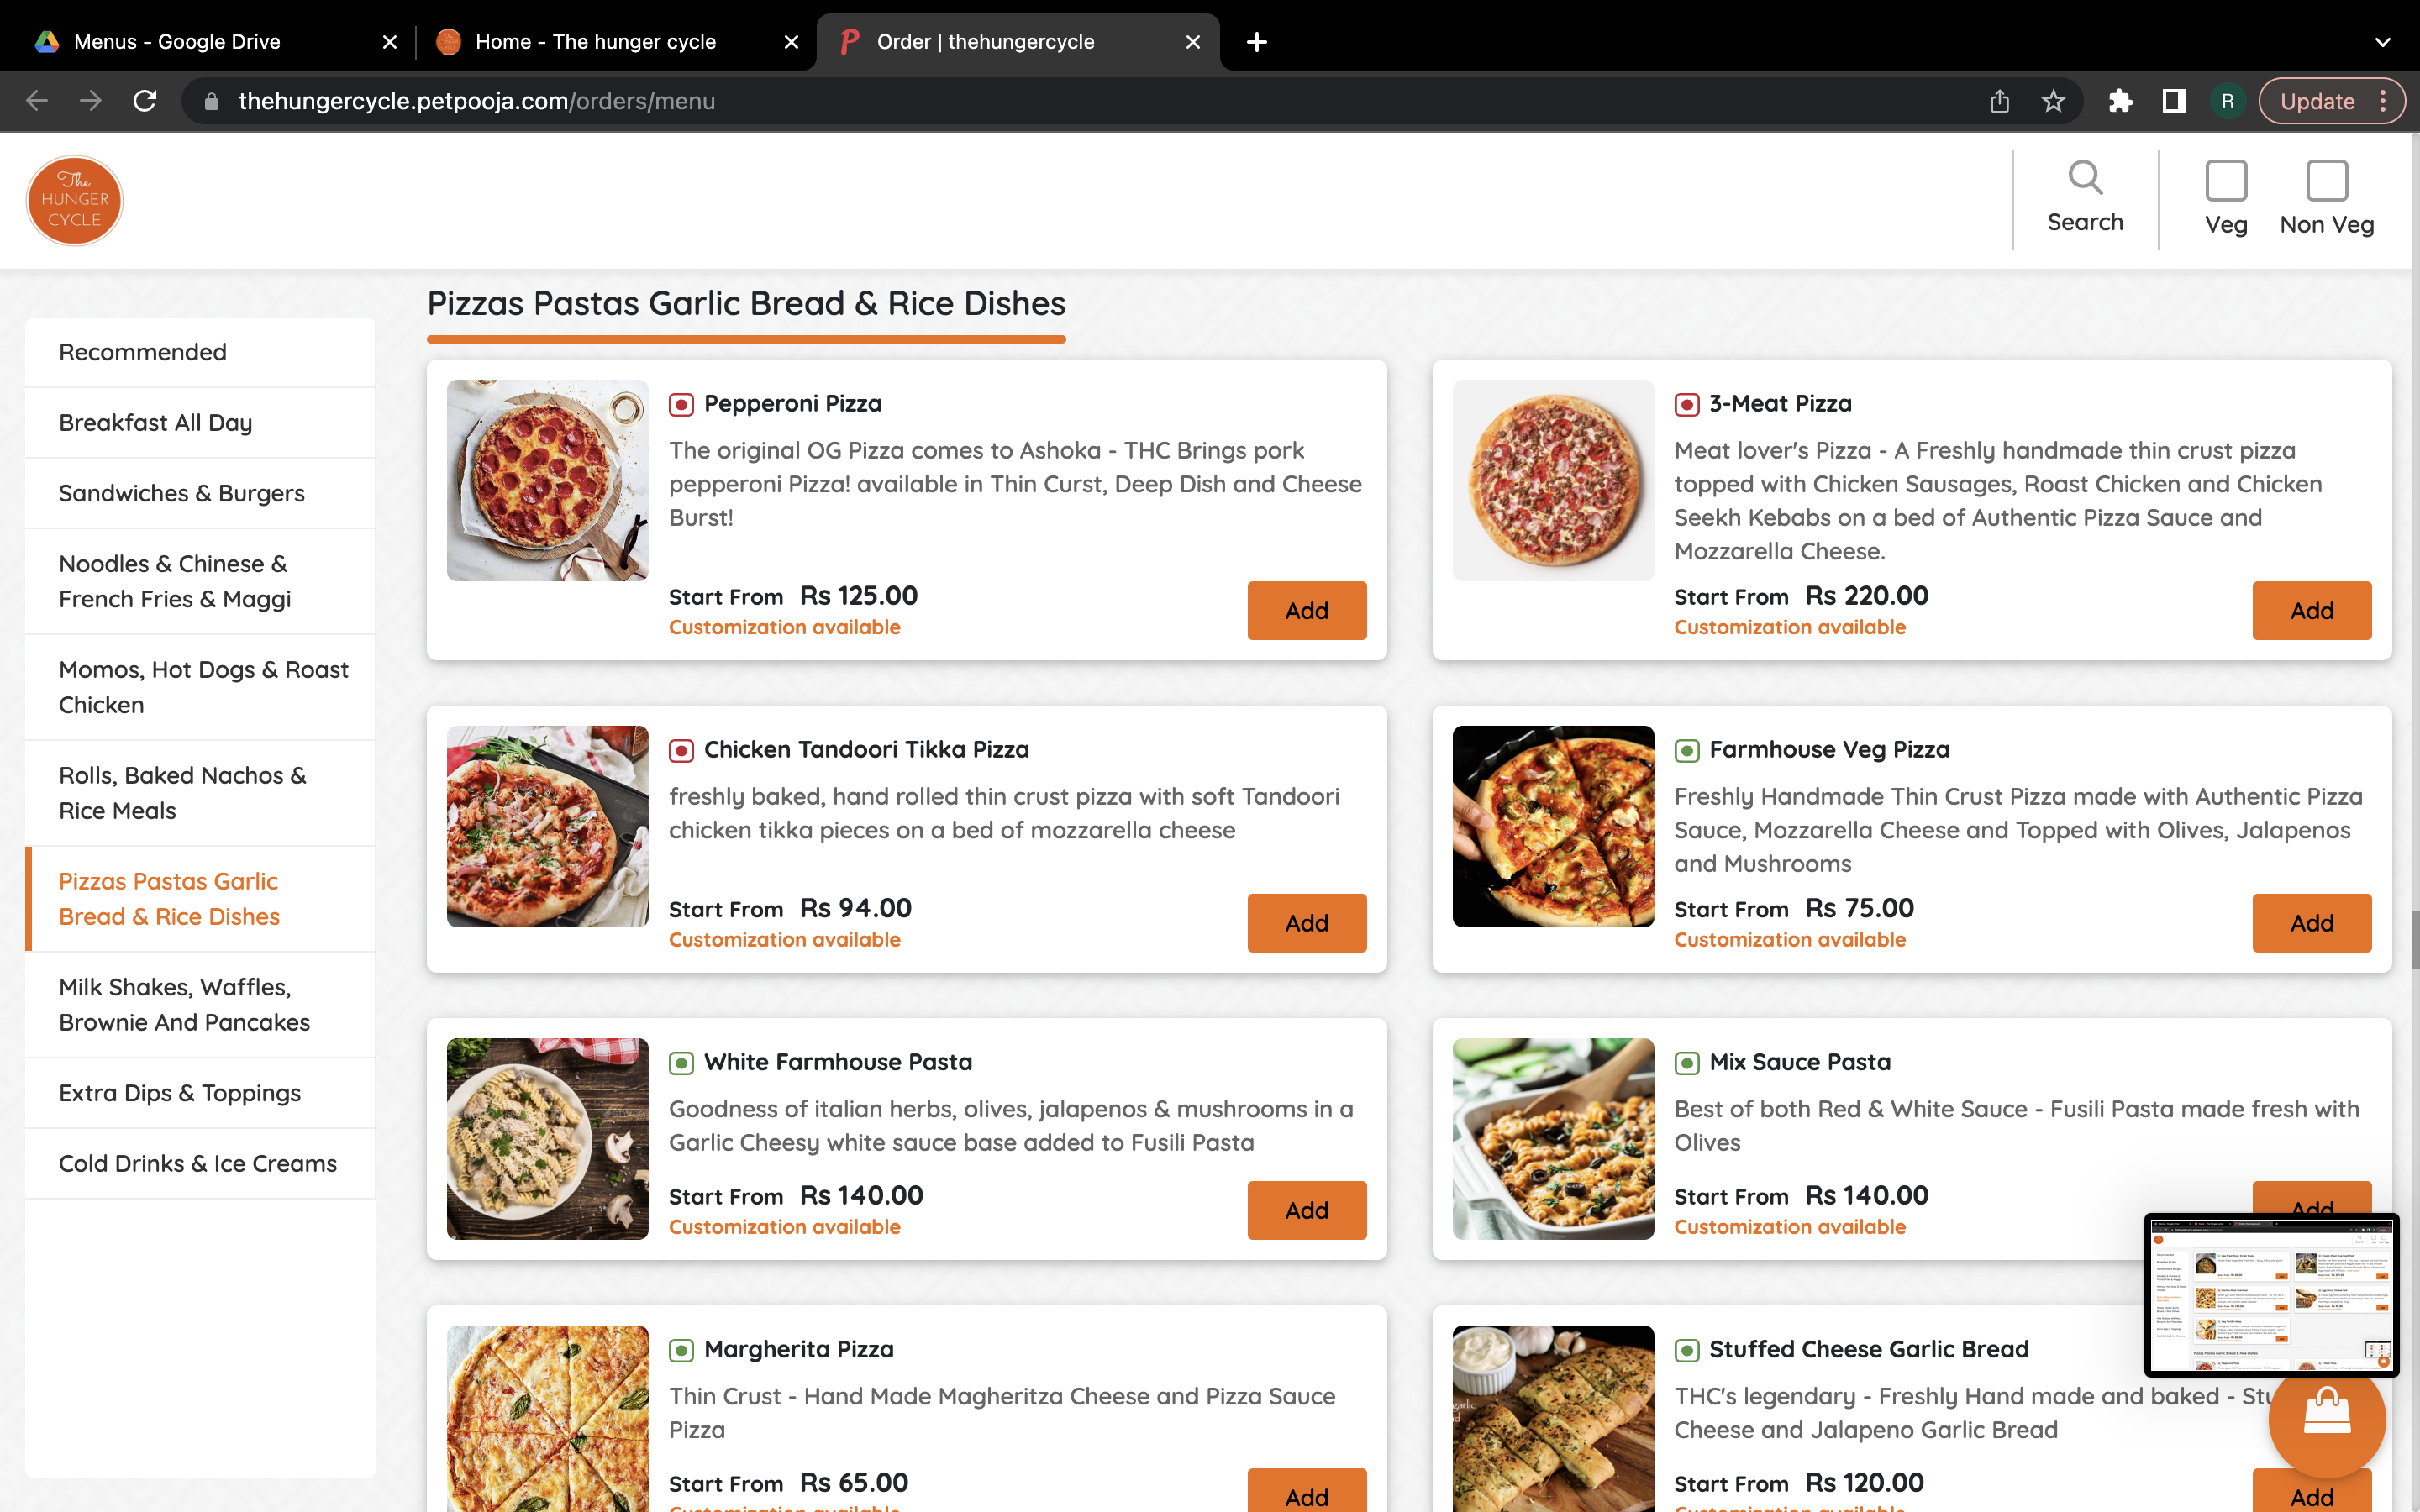 Menus - Google Drive
Home - The hunger cycle
Order | thehungercycle
thehungercycle.petpooja.com/orders/menu
R
Update
The
HUNGER
CYCLE
Search
Veg
Non Veg
Recommended
Breakfast All Day
Sandwiches & Burgers
Noodles & Chinese &
French Fries & Maggi
Momos, Hot Dogs & Roast
Chicken
Rolls, Baked Nachos &
Rice Meals
Pizzas Pastas Garlic
Bread & Rice Dishes
Milk Shakes, Waffles,
Brownie And Pancakes
Extra Dips & Toppings
Cold Drinks & Ice Creams
Pizzas Pastas Garlic Bread & Rice Dishes
Pepperoni Pizza
The original OG Pizza comes to Ashoka - THC Brings pork
pepperoni Pizza! available in Thin Curst, Deep Dish and Cheese
Burst!
Start From Rs 125.00
Customization available
Add
3-Meat Pizza
Meat lover's Pizza - A Freshly handmade thin crust pizza
topped with Chicken Sausages, Roast Chicken and Chicken
Seekh Kebabs on a bed of Authentic Pizza Sauce and
Mozzarella Cheese.
Start From Rs 220.00
Customization available
Add
Chicken Tandoori Tikka Pizza
freshly baked, hand rolled thin crust pizza with soft Tandoori
chicken tikka pieces on a bed of mozzarella cheese
Start From Rs 94.00
Customization available
Add
Farmhouse Veg Pizza
Freshly Handmade Thin Crust Pizza made with Authentic Pizza
Sauce, Mozzarella Cheese and Topped with Olives, Jalapenos
and Mushrooms
Start From Rs 75.00
Customization available
Add
White Farmhouse Pasta
Goodness of italian herbs, olives, jalapenos & mushrooms in a
Garlic Cheesy white sauce base added to Fusili Pasta
Start From Rs 140.00
Customization available
Add
Mix Sauce Pasta
Best of both Red & White Sauce - Fusili Pasta made fresh with
Olives
Start From Rs 140.00
Customization available
Add
Margherita Pizza
Thin Crust - Hand Made Magheritza Cheese and Pizza Sauce
Pizza
Start From Rs 65.00
Customization available
Add
Stuffed Cheese Garlic Bread
THC's legendary - Freshly Hand made and baked -
Cheese and Jalapeno Garlic Bread
Start From Rs 120.00
Customization available
Add